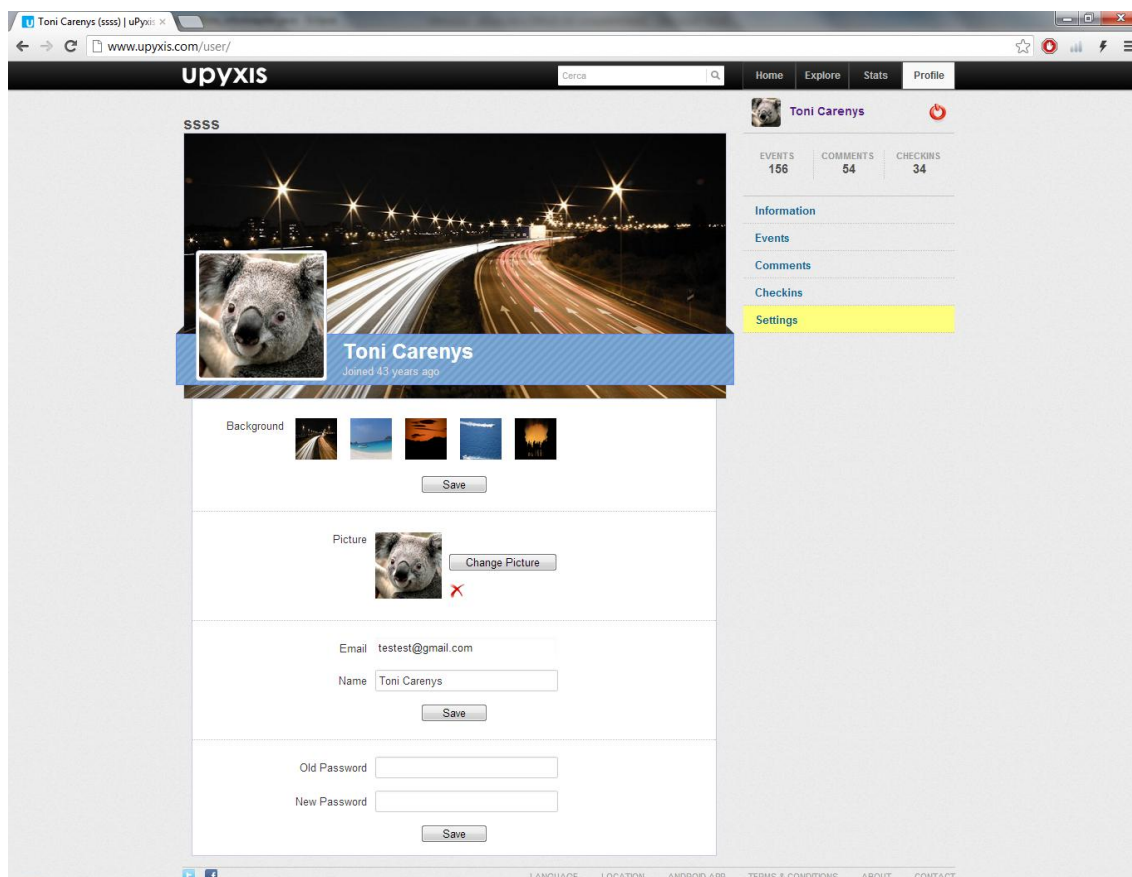 Toni Carenys (ssss) | uPyxis
www.upyxis.com/user/
upyxis
Cerca
Home Explore Stats Profile
Toni Carenys
EVENTS COMMENTS CHECKINS
156 54 34
Information
Events
Comments
Checkins
Settings
ssss
Toni Carenys
Joined 43 years ago
Background
Save
Picture
Change Picture
Email testest@gmail.com
Name Toni Carenys
Save
Old Password
New Password
Save
LANGUAGE LOCATION ANDROID APP TERMS & CONDITIONS ABOUT CONTACT